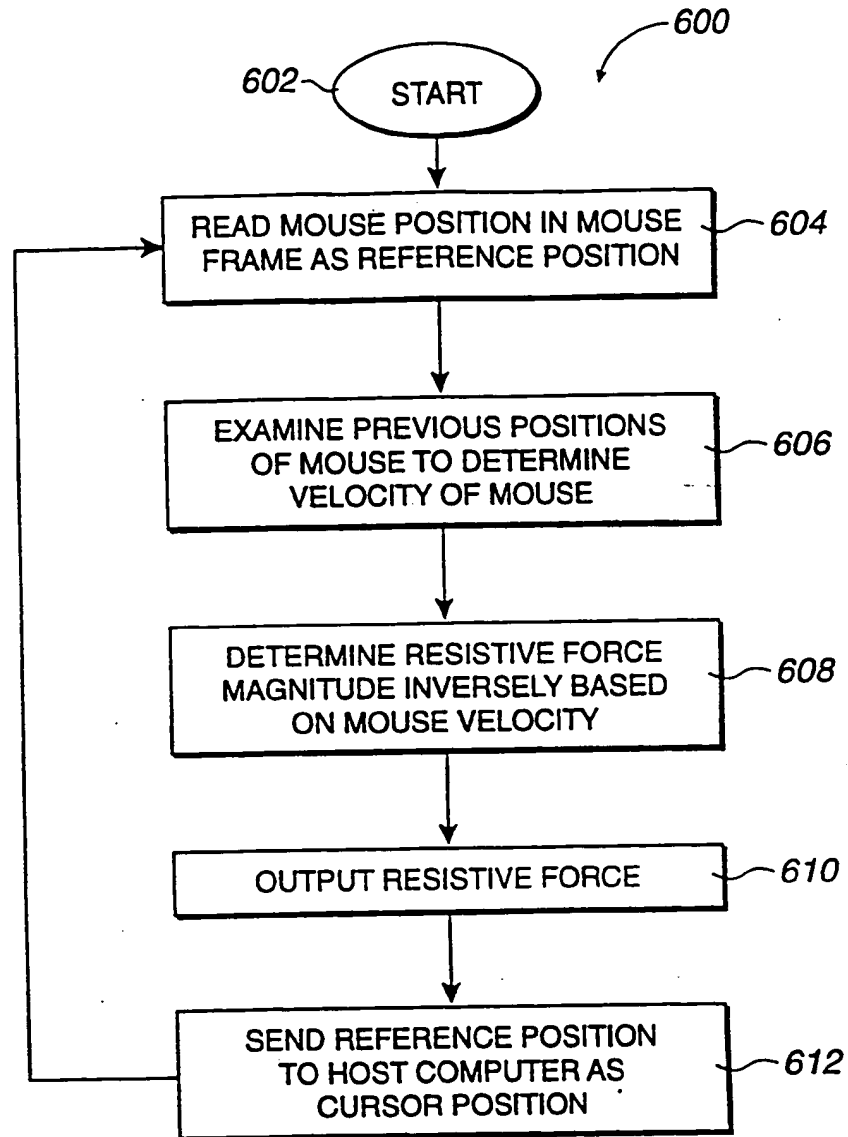 600
602
START
READ MOUSE POSITION IN MOUSE
FRAME AS REFERENCE POSITION
604
EXAMINE PREVIOUS POSITIONS
OF MOUSE TO DETERMINE
VELOCITY OF MOUSE
606
DETERMINE RESISTIVE FORCE
MAGNITUDE INVERSELY BASED
ON MOUSE VELOCITY
608
OUTPUT RESISTIVE FORCE
610
SEND REFERENCE POSITION
TO HOST COMPUTER AS
CURSOR POSITION
612